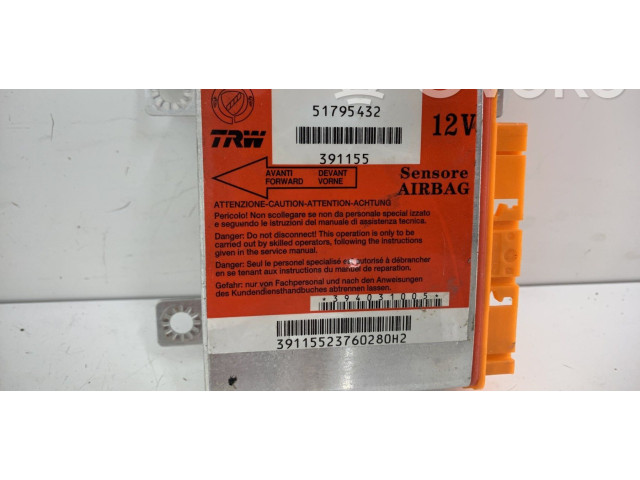 51795432
TRW
12V
391155
AVANTI DEVANT
FORWARD VORNE
Sensore
AIRBAG
ATTENZIONE-CAUTION-ATTENTION-ACHTUNG
Pericolo! Non scollegare se non da personale special izzato
e seguendo le istruzioni del manuale di assistenza tecnica.
Danger: Do not disconnect! This operation is only to be
carried out by skilled operators, following the instructions
given in the service manual.
Danger: Seul le personel specialisé et autorisé à débrancher
en se tenant aux instructions du manuel de reparation.
Gefahr: nur von Fachpersonal und nach den Anweisungen
des Kundendiensthandbuches abtrennen lassen.
*394031005*
39115523760280H2